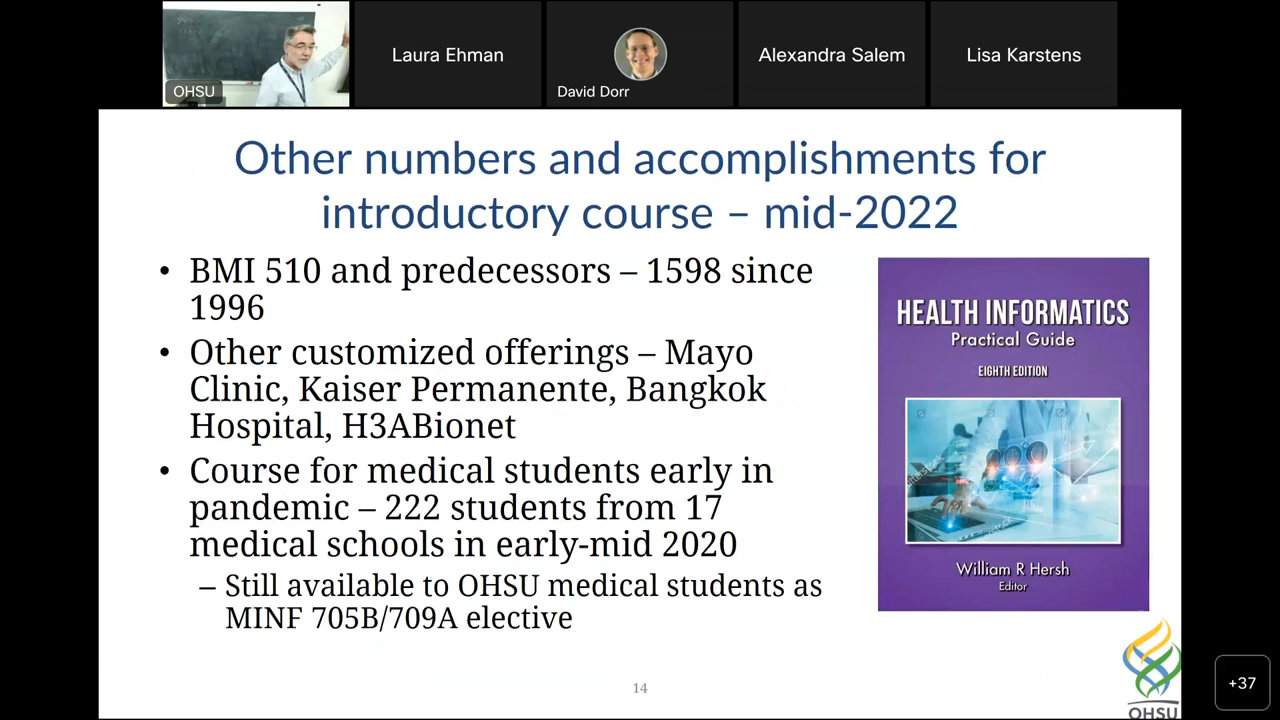 OHSU
Laura Ehman
David Dorr
Alexandra Salem
Lisa Karstens
Other numbers and accomplishments for
introductory course – mid-2022
• BMI 510 and predecessors – 1598 since
1996
• Other customized offerings – Mayo
Clinic, Kaiser Permanente, Bangkok
Hospital, H3ABionet
• Course for medical students early in
pandemic – 222 students from 17
medical schools in early-mid 2020
– Still available to OHSU medical students as
MINF 705B/709A elective
HEALTH INFORMATICS
Practical Guide
EIGHTH EDITION
William R Hersh
Editor
14
OHSU
+37